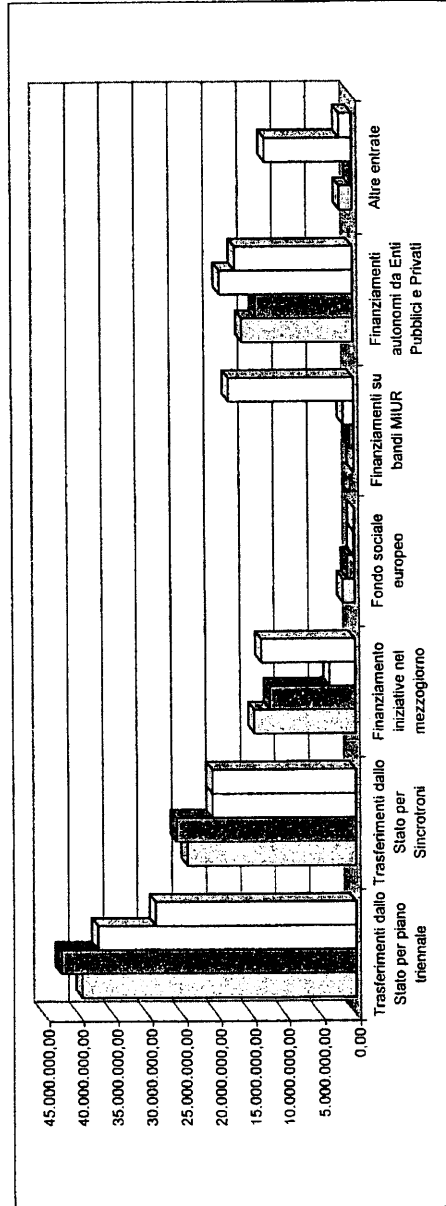 45.000.000,00
40.000.000,00
35.000.000,00
30.000.000,00
25.000.000,00
20.000.000,00
15.000.000,00
10.000.000,00
5.000.000,00
0,00
Trasferimenti dallo
Stato per piano
triennale
Trasferimenti dallo
Stato per
Sincrotroni
Finanziamento
iniziative nel
mezzogiorno
Fondo sociale
europeo
Finanziamenti su
bandi MIUR
Finanziamenti
autonomi da Enti
Pubblici e Privati
Altre entrate